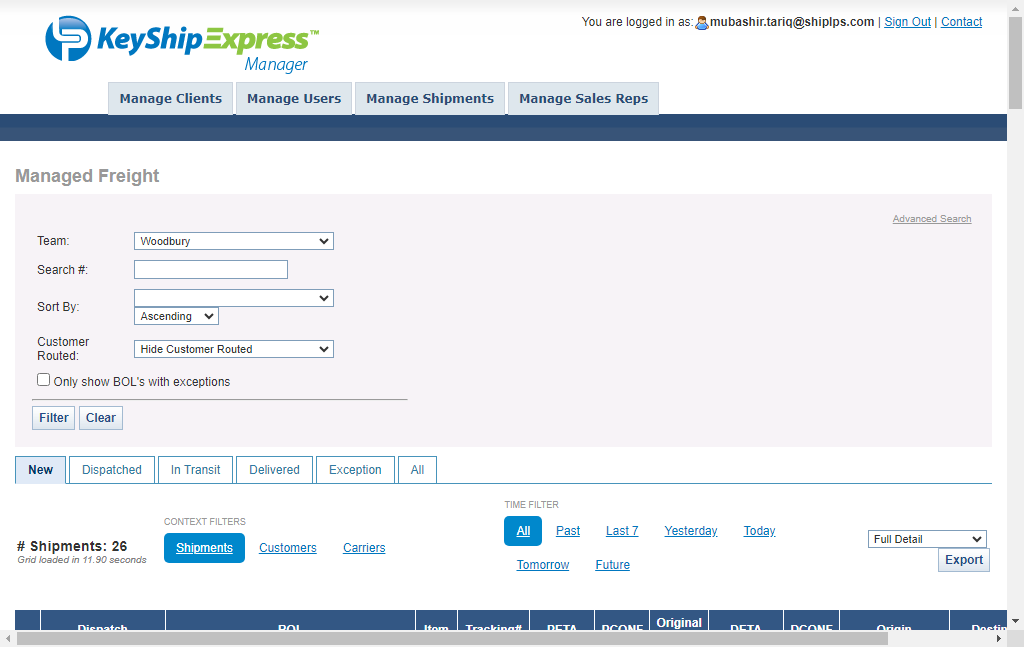 You are logged in as: mubashir.tariq@shiplps.com | Sign Out | Contact
KeyShipExpress™
Manager
Manage Clients Manage Users Manage Shipments Manage Sales Reps
Managed Freight
Advanced Search
Team: Woodbury
Search #:
Sort By:
Ascending
Customer
Routed: Hide Customer Routed
Only show BOL's with exceptions
Filter Clear
New Dispatched In Transit Delivered Exception All
CONTEXT FILTERS
TIME FILTER
# Shipments: 26
Grid loaded in 11.90 seconds
Shipments Customers Carriers
All Past Last 7 Yesterday Today
Tomorrow Future
Full Detail
Export
Dispatch BOL Item Tracking# PETA PCONF Original DETA DCONF Origin